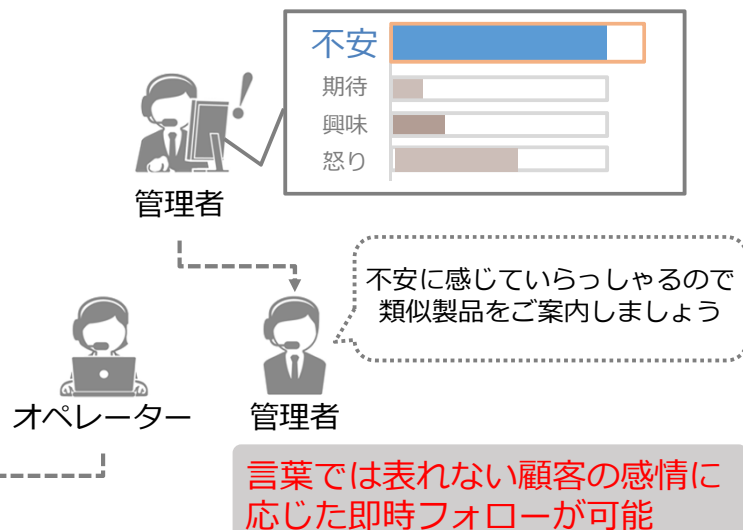 不安
期待
興味
怒り
管理者
不安に感じていらっしゃるので
類似製品をご案内しましょう
オペレーター
管理者
言葉では表れない顧客の感情に
応じた即時フォローが可能